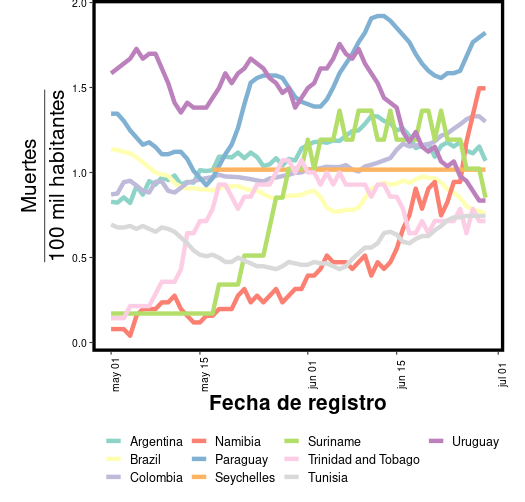 2.0
1.5
1.0
0.5
0.0
Muertes
100 mil habitantes
may 01
may 15
jun 01
jun 15
jul 01
Fecha de registro
Argentina Namibia Suriname Uruguay
Brazil Paraguay Trinidad and Tobago
Colombia Seychelles Tunisia